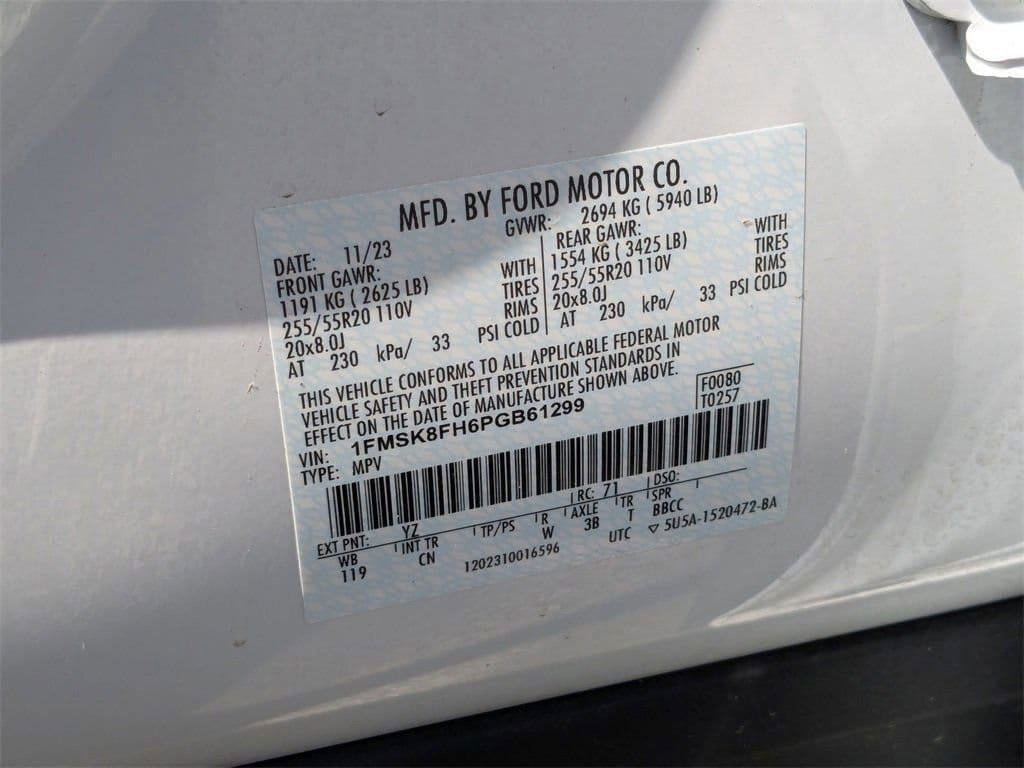 MFD. BY FORD MOTOR CO.
DATE: 11/23 GVWR: 2694 KG ( 5940 LB)
FRONT GAWR: REAR GAWR:
1191 KG ( 2625 LB) WITH 1554 KG ( 3425 LB) WITH
255/55R20 110V TIRES 255/55R20 110V TIRES
20x8.0J RIMS 20x8.0J RIMS
AT 230 kPa/ 33 PSI COLD AT 230 kPa/ 33 PSI COLD
THIS VEHICLE CONFORMS TO ALL APPLICABLE FEDERAL MOTOR
VEHICLE SAFETY AND THEFT PREVENTION STANDARDS IN
EFFECT ON THE DATE OF MANUFACTURE SHOWN ABOVE.
VIN: 1FMSK8FH6PGB61299 F0080
TYPE: MPV T0257
EXT PNT: YZ RC: 71 DSO:
WB INT TR TP/PS R AXLE TR SPR
119 CN W 3B T BBCC
1202310016596 UTC ▽ 5U5A-1520472-BA